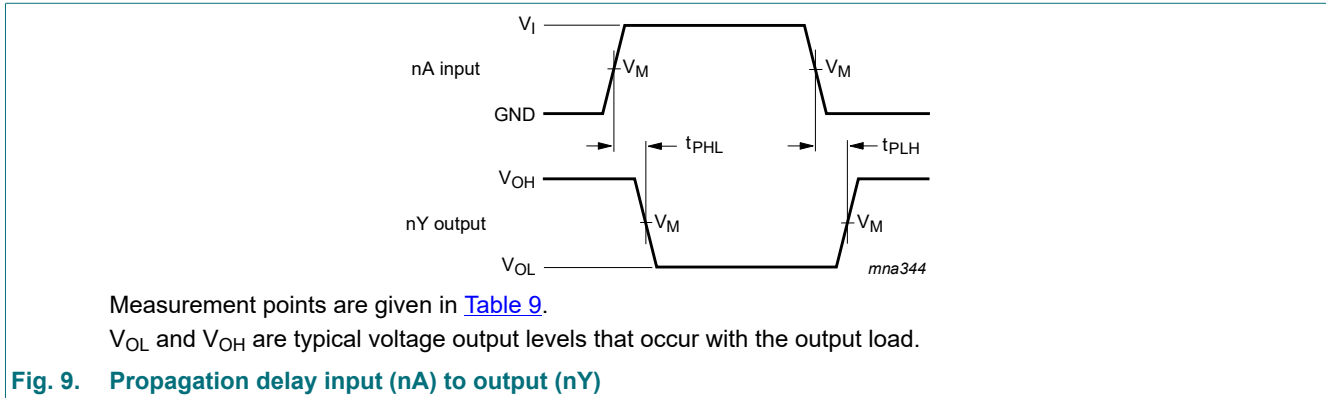 V_I
nA input
V_M
V_M
GND
t_PHL
t_PLH
V_OH
nY output
V_M
V_M
V_OL
mna344
Measurement points are given in Table 9.
V_OL and V_OH are typical voltage output levels that occur with the output load.
Fig. 9. Propagation delay input (nA) to output (nY)